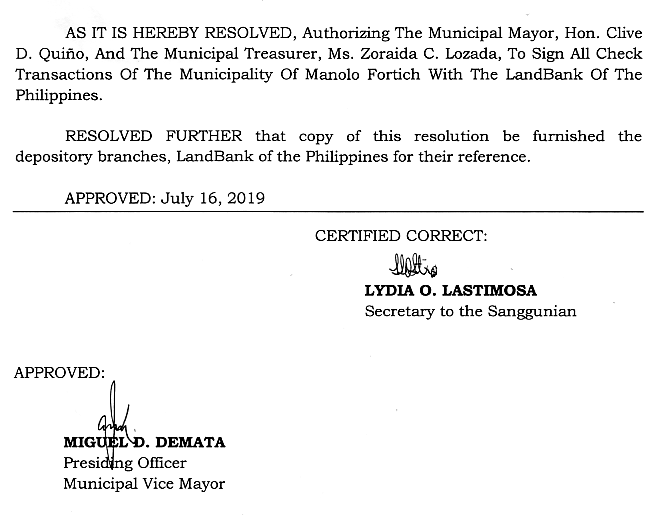 AS IT IS HEREBY RESOLVED, Authorizing The Municipal Mayor, Hon. Clive
D. Quiño, And The Municipal Treasurer, Ms. Zoraida C. Lozada, To Sign All Check
Transactions Of The Municipality Of Manolo Fortich With The LandBank Of The
Philippines.
RESOLVED FURTHER that copy of this resolution be furnished the
depository branches, LandBank of the Philippines for their reference.
APPROVED: July 16, 2019
CERTIFIED CORRECT:
LYDIA O. LASTIMOSA
Secretary to the Sanggunian
APPROVED:
MIGUEL D. DEMATA
Presiding Officer
Municipal Vice Mayor